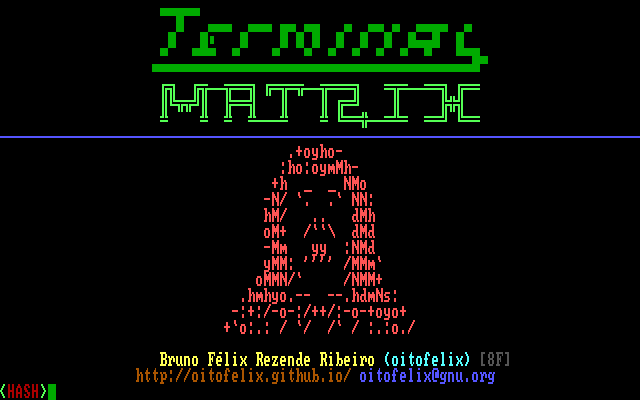 Terminal
MATRIX
Bruno Félix Rezende Ribeiro (oitofelix) [8F]
http://oitofelix.github.io/ oitofelix@gnu.org
<HASH>